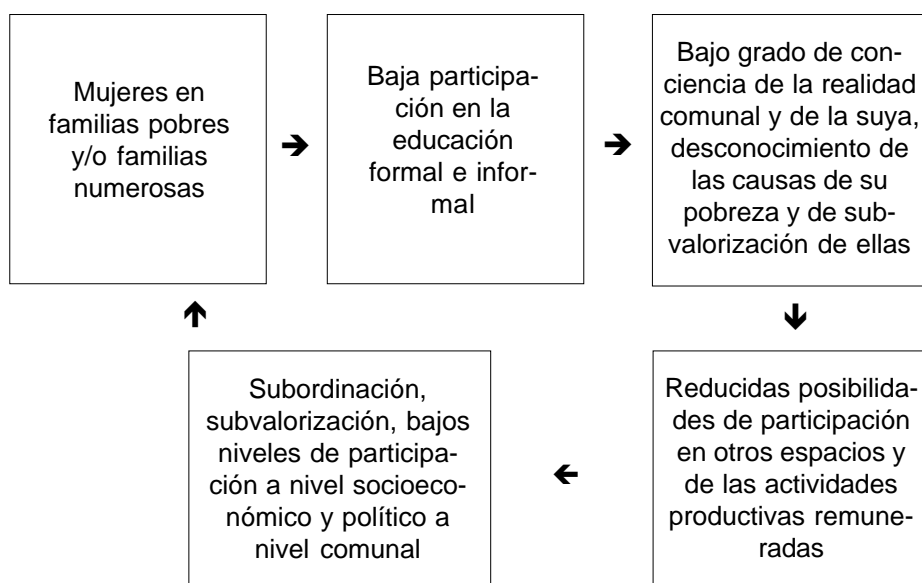 Mujeres en
familias pobres
y/o familias
numerosas
Baja participa-
ción en la
educación
formal e infor-
mal
Bajo grado de con-
ciencia de la realidad
comunal y de la suya,
desconocimiento de
las causas de su
pobreza y de sub-
valorización de ellas
Reducidas posibilida-
des de participación
en otros espacios y
de las actividades
productivas remune-
radas
Subordinación,
subvalorización, bajos
niveles de participa-
ción a nivel socioeco-
nómico y político a
nivel comunal